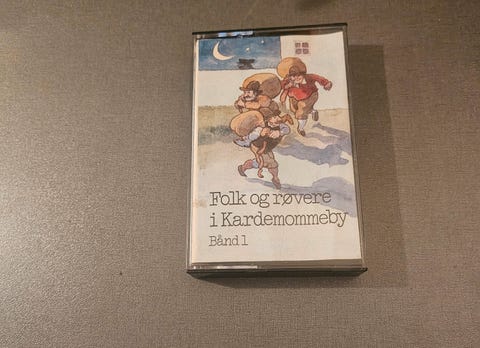 Folk og røvere
i Kardemommeby
Bånd 1